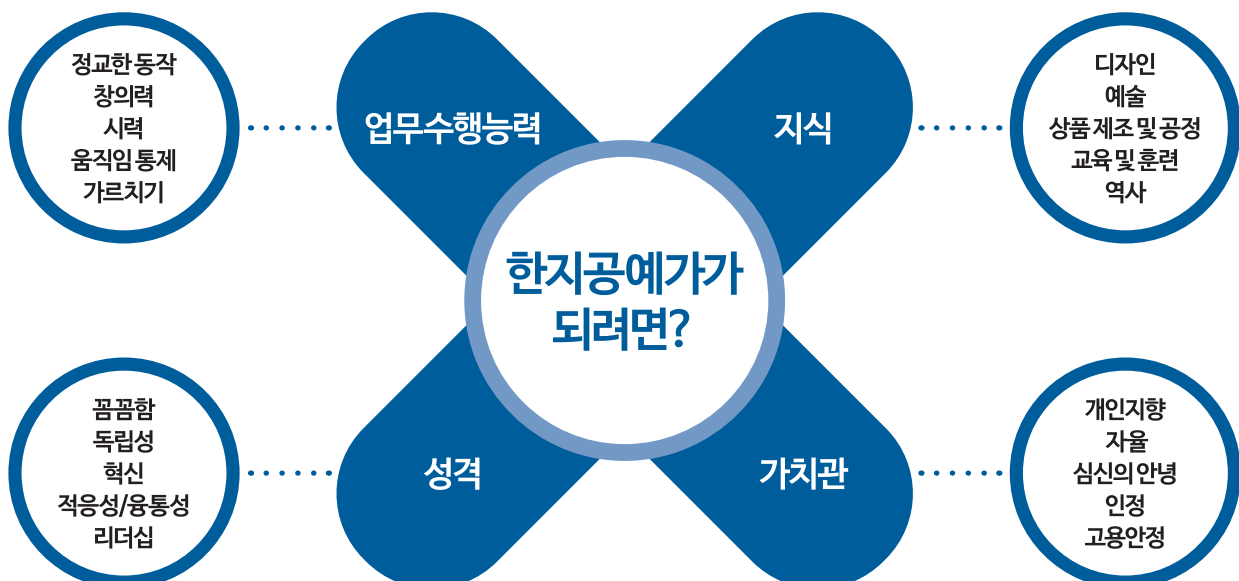 정교한 동작
창의력
시력
움직임 통제
가르치기
업무수행능력
지식
디자인
예술
상품 제조 및 공정
교육 및 훈련
역사
한지공예가가
되려면?
꼼꼼함
독립성
혁신
적응성/융통성
리더십
성격
가치관
개인지향
자율
심신의 안녕
인정
고용안정